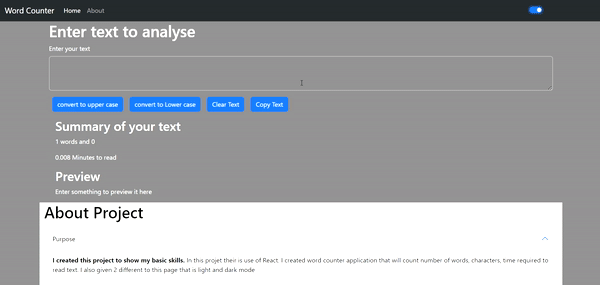 Word Counter Home About
Enter text to analyse
Enter your text
convert to upper case convert to Lower case Clear Text Copy Text
Summary of your text
1 words and 0
0.008 Minutes to read
Preview
Enter something to preview it here
About Project
Purpose
I created this project to show my basic skills. In this projet their is use of React. I created word counter application that will count number of words, characters, time required to
read text. I also given 2 different to this page that is light and dark mode